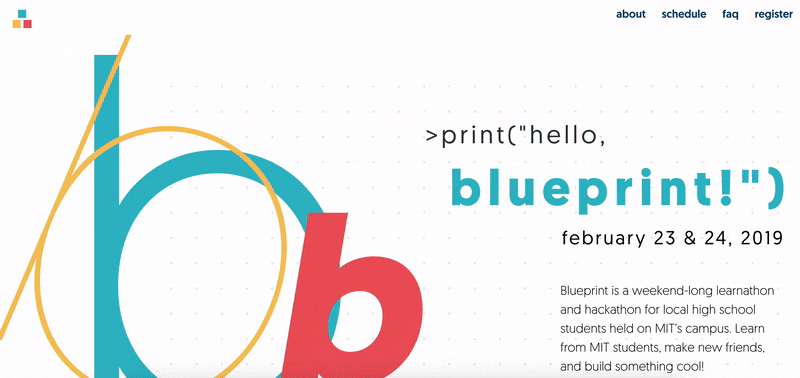 about schedule faq register
>print("hello,
blueprint!")
february 23 & 24, 2019
Blueprint is a weekend-long learnathon
and hackathon for local high school
students held on MIT's campus. Learn
from MIT students, make new friends,
and build something cool!
b
b
b